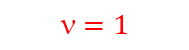 ν = 1